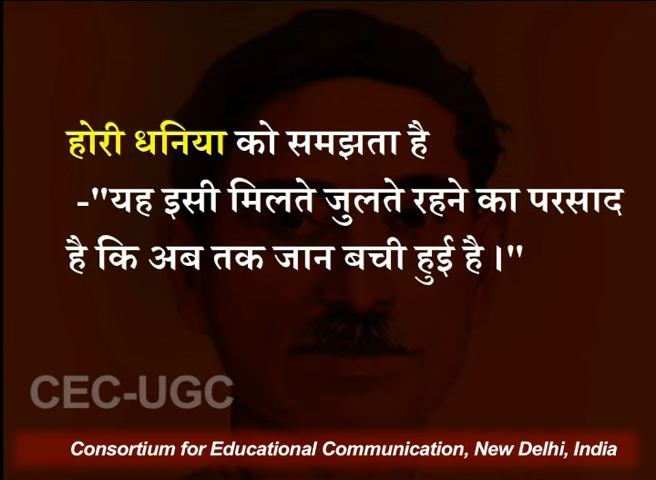 होरी धनिया को समझता है
-"यह इसी मिलते जुलते रहने का परसाद
है कि अब तक जान बची हुई है ।"
CEC-UGC
Consortium for Educational Communication, New Delhi, India